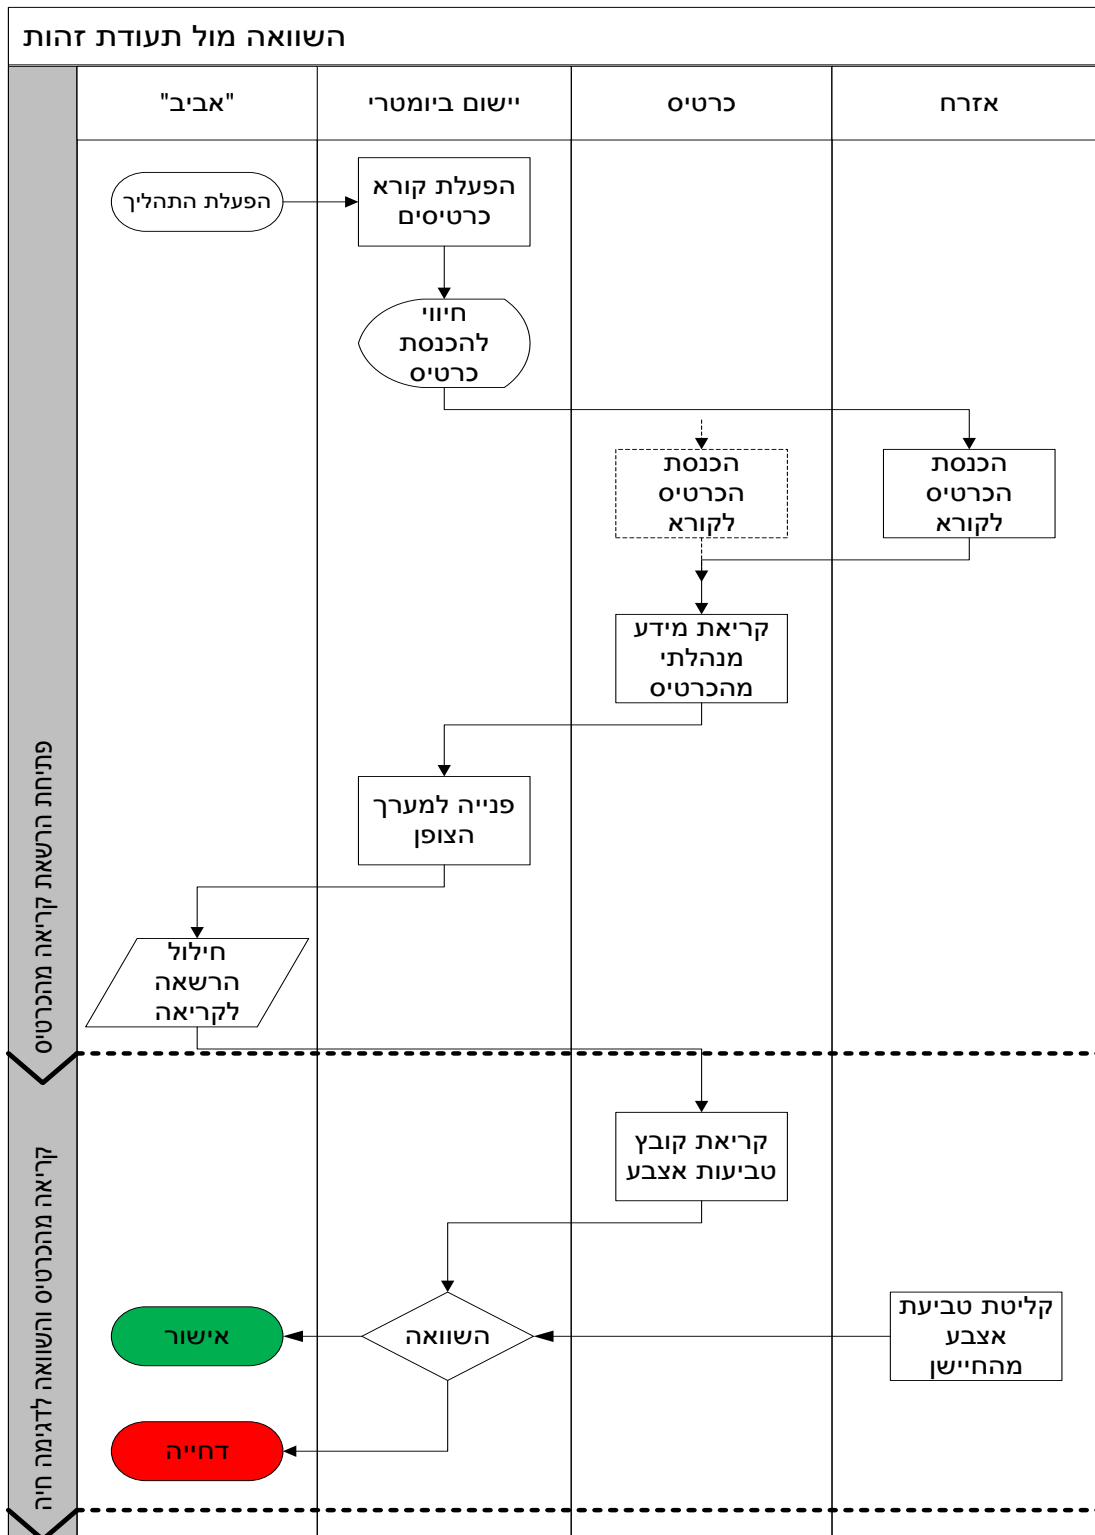 השוואה מול תעודת זהות
אזרח
כרטיס
יישום ביומטרי
"אביב"
הפעלת התהליך
הפעלת קורא
כרטיסים
חיווי
להכנסת
כרטיס
הכנסת
הכרטיס
לקורא
הכנסת
הכרטיס
לקורא
קריאת מידע
מנהלתי
מהכרטיס
פנייה למערך
הצופן
חילול
הרשאה
לקריאה
פתיחת הרשאת קריאה מהכרטיס
קריאת קובץ
טביעות אצבע
קליטת טביעת
אצבע
מהחיישן
השוואה
אישור
דחייה
קריאה מהכרטיס והשוואה לדגימה חיה